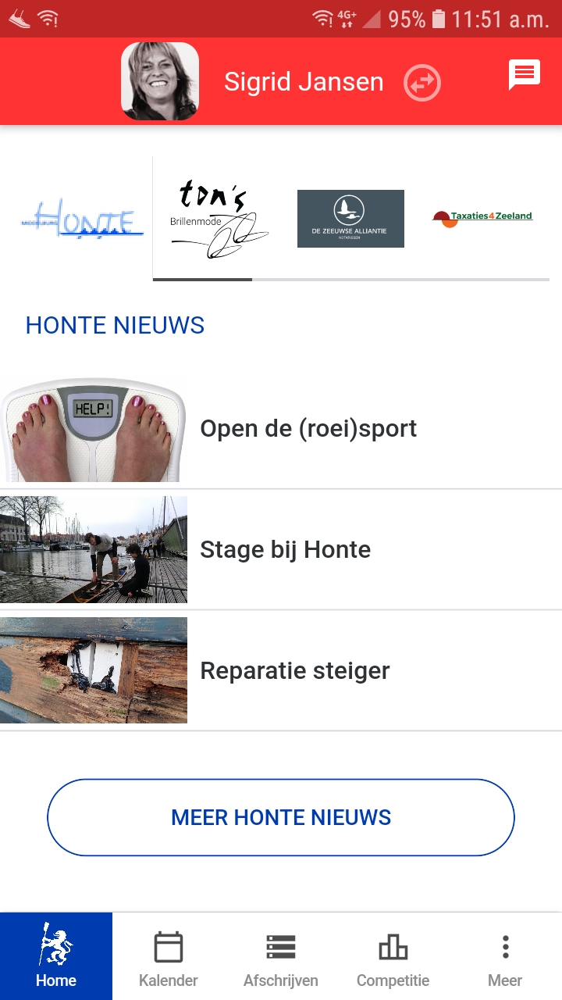 4G+ 95% 11:51 a.m.
Sigrid Jansen
HONTE
ton's
Brillenmode
DE ZEEUWSE ALLIANTIE
NOTARISSEN
Taxaties4Zeeland
HONTE NIEUWS
HELP!
Open de (roei)sport
Stage bij Honte
Reparatie steiger
MEER HONTE NIEUWS
Home Kalender Afschrijven Competitie Meer